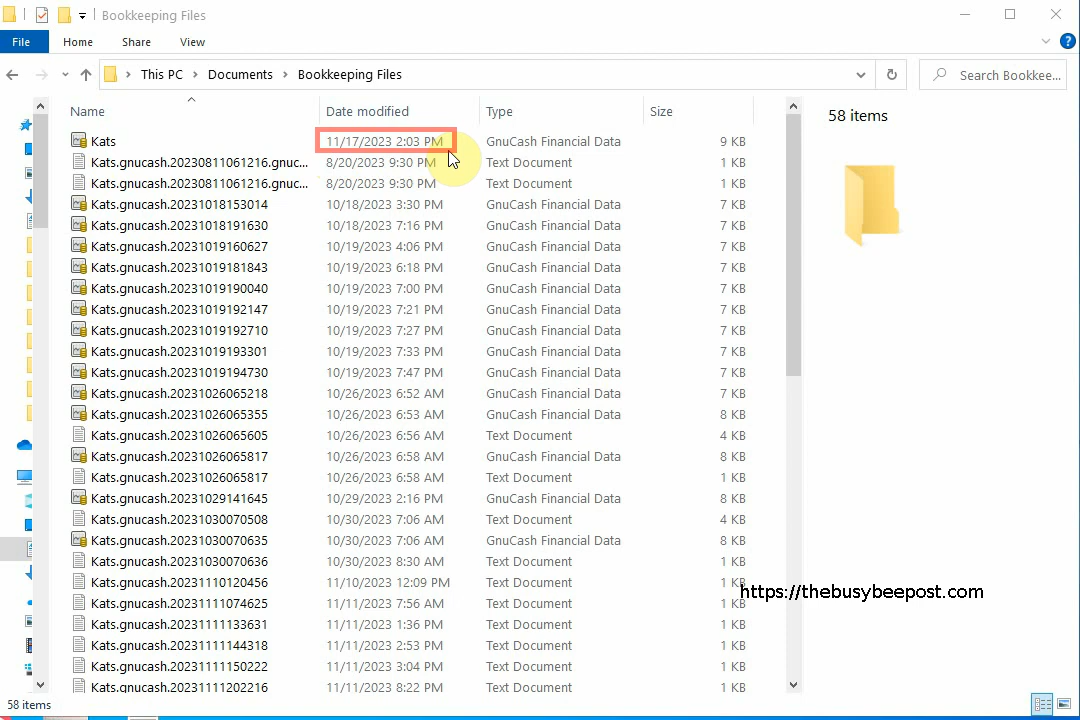 Bookkeeping Files
File Home Share View
This PC Documents Bookkeeping Files Search Bookkee...
Name Date modified Type Size
58 items
Kats 11/17/2023 2:03 PM GnuCash Financial Data 9 KB
Kats.gnucash.20230811061216.gnuc... 8/20/2023 9:30 PM Text Document 1 KB
Kats.gnucash.20230811061216.gnuc... 8/20/2023 9:30 PM Text Document 1 KB
Kats.gnucash.20231018153014 10/18/2023 3:30 PM GnuCash Financial Data 7 KB
Kats.gnucash.20231018191630 10/18/2023 7:16 PM GnuCash Financial Data 7 KB
Kats.gnucash.20231019160627 10/19/2023 4:06 PM GnuCash Financial Data 7 KB
Kats.gnucash.20231019181843 10/19/2023 6:18 PM GnuCash Financial Data 7 KB
Kats.gnucash.20231019190040 10/19/2023 7:00 PM GnuCash Financial Data 7 KB
Kats.gnucash.20231019192147 10/19/2023 7:21 PM GnuCash Financial Data 7 KB
Kats.gnucash.20231019192710 10/19/2023 7:27 PM GnuCash Financial Data 7 KB
Kats.gnucash.20231019193301 10/19/2023 7:33 PM GnuCash Financial Data 7 KB
Kats.gnucash.20231019194730 10/19/2023 7:47 PM GnuCash Financial Data 7 KB
Kats.gnucash.20231026065218 10/26/2023 6:52 AM GnuCash Financial Data 7 KB
Kats.gnucash.20231026065355 10/26/2023 6:53 AM GnuCash Financial Data 8 KB
Kats.gnucash.20231026065605 10/26/2023 6:56 AM Text Document 4 KB
Kats.gnucash.20231026065817 10/26/2023 6:58 AM GnuCash Financial Data 8 KB
Kats.gnucash.20231026065817 10/26/2023 6:58 AM Text Document 1 KB
Kats.gnucash.20231029141645 10/29/2023 2:16 PM GnuCash Financial Data 8 KB
Kats.gnucash.20231030070508 10/30/2023 7:06 AM Text Document 4 KB
Kats.gnucash.20231030070635 10/30/2023 7:06 AM GnuCash Financial Data 8 KB
Kats.gnucash.20231030070636 10/30/2023 8:30 AM Text Document 1 KB
Kats.gnucash.20231110120456 11/10/2023 12:09 PM Text Document 1 KB
https://thebusybeepost.com
Kats.gnucash.20231111074625 11/11/2023 7:56 AM Text Document 1 KB
Kats.gnucash.20231111133631 11/11/2023 1:36 PM Text Document 1 KB
Kats.gnucash.20231111144318 11/11/2023 2:53 PM Text Document 1 KB
Kats.gnucash.20231111150222 11/11/2023 3:04 PM Text Document 1 KB
Kats.gnucash.20231111202216 11/11/2023 8:22 PM Text Document 1 KB
58 items